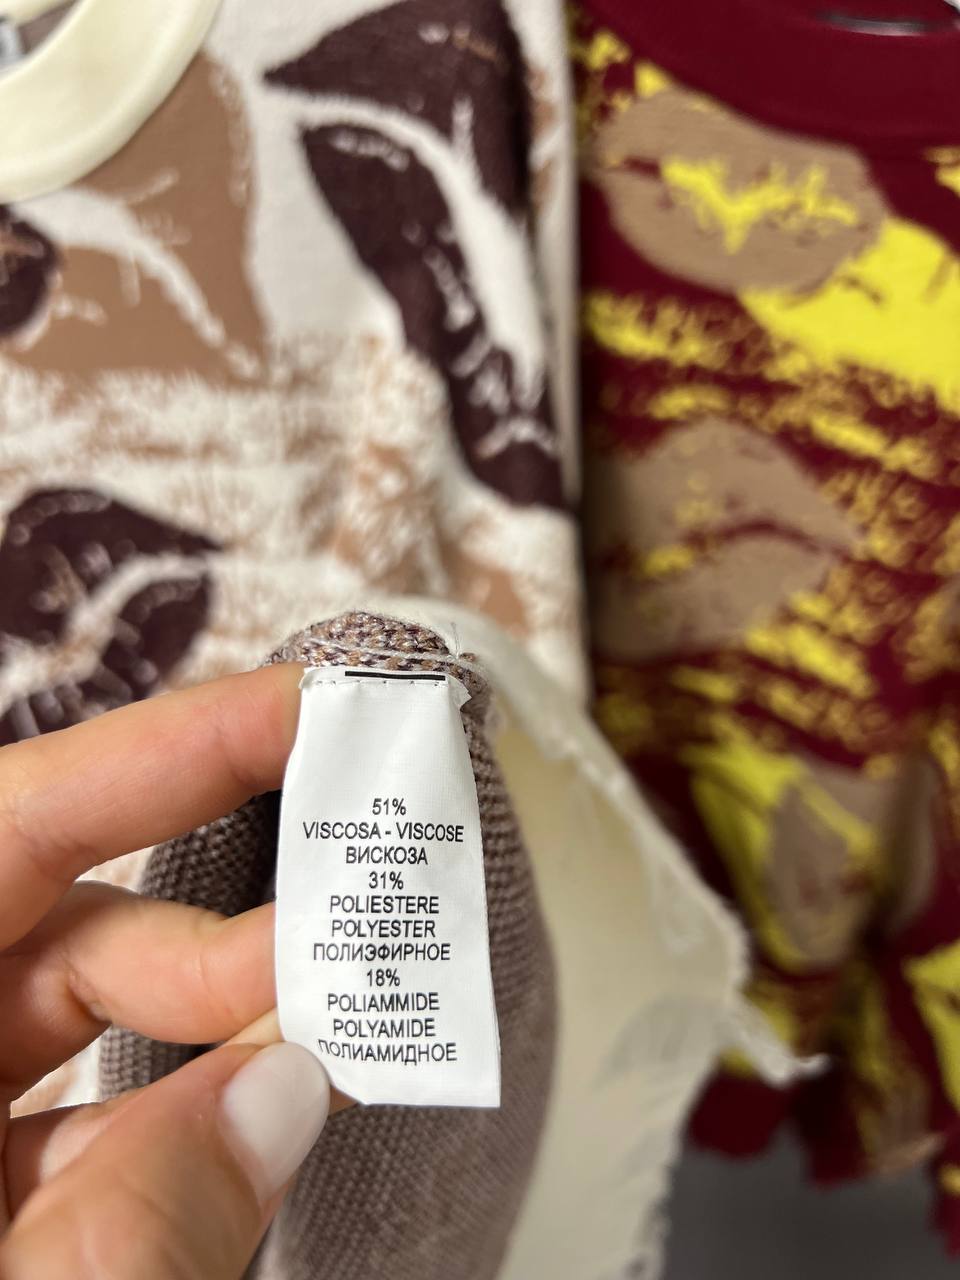 51%
VISCOSA - VISCOSE
ВИСКОЗА
31%
POLIESTERE
POLYESTER
ПОЛИЭФИРНОЕ
18%
POLIAMMIDE
POLYAMIDE
ПОЛИАМИДНОЕ